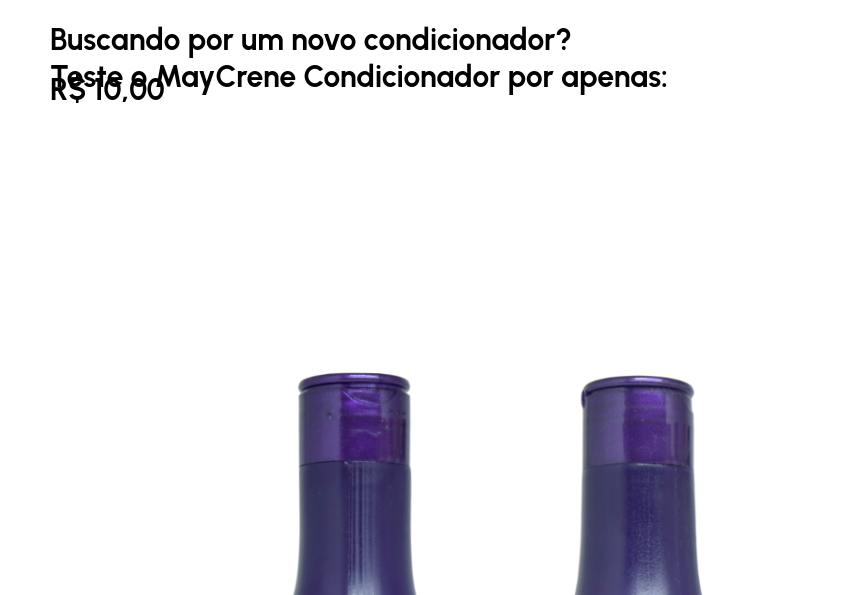 Buscando por um novo condicionador?
Teste o MayCrene Condicionador por apenas:
R$ 10,00